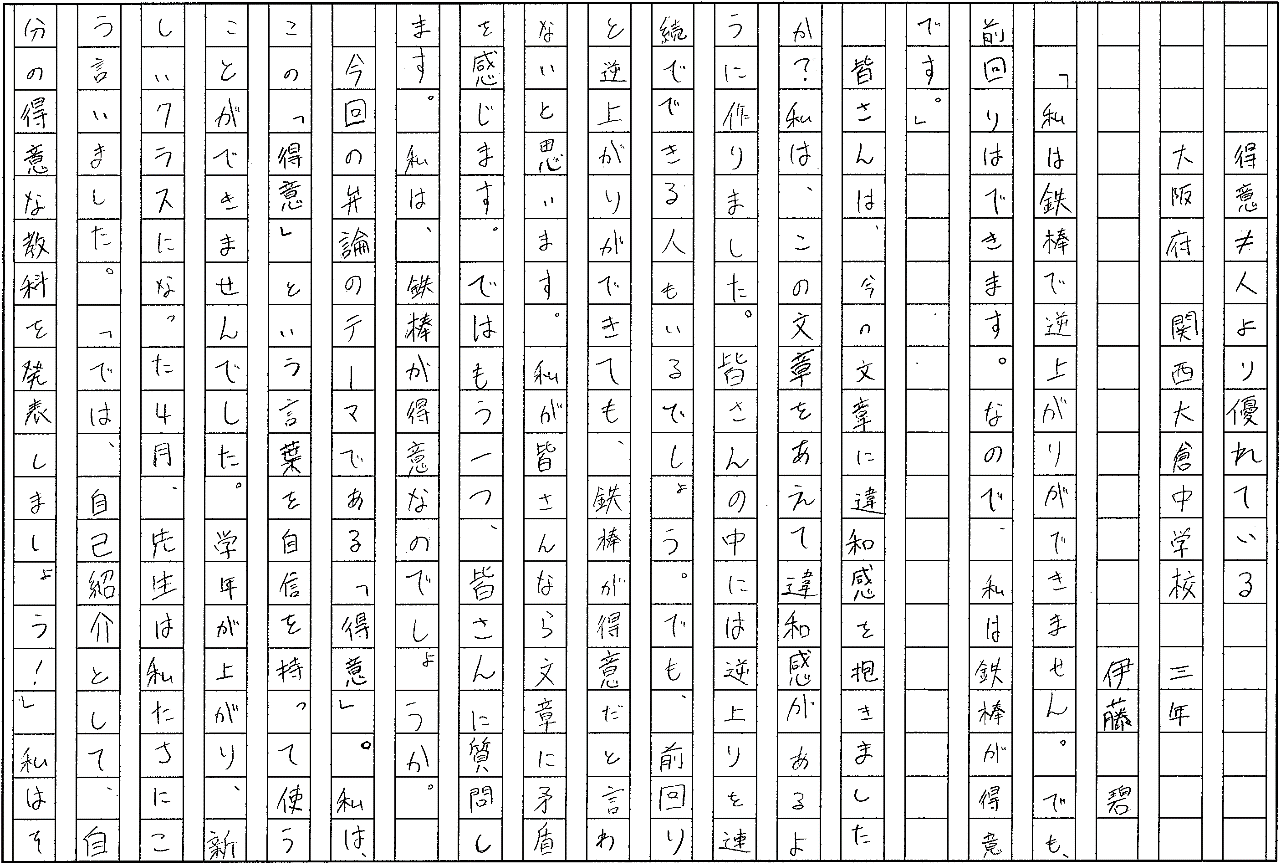 得意≠人より優れている
大阪府 関西大倉中学校 三年
伊藤 碧
「私は鉄棒で逆上がりができません。でも、
前回りはできます。なので、私は鉄棒が得意
です。」
皆さんは、今の文章に違和感を抱きました
か?私は、この文章をあえて違和感があるよ
うに作りました。皆さんの中には逆上りを連
続でできる人もいるでしょう。でも、前回り
と逆上がりができても、鉄棒が得意だと言わ
ないと思います。私が皆さんなら文章に矛盾
を感じます。ではもう一つ、皆さんに質問し
ます。私は、鉄棒が得意なのでしょうか。
今回の弁論のテーマである「得意」。私は、
この「得意」という言葉を自信を持って使う
ことができませんでした。学年が上がり、新
しいクラスになった4月、先生は私たちにこ
う言いました。「では、自己紹介として、自
分の得意な教科を発表しましょう!」私はそ